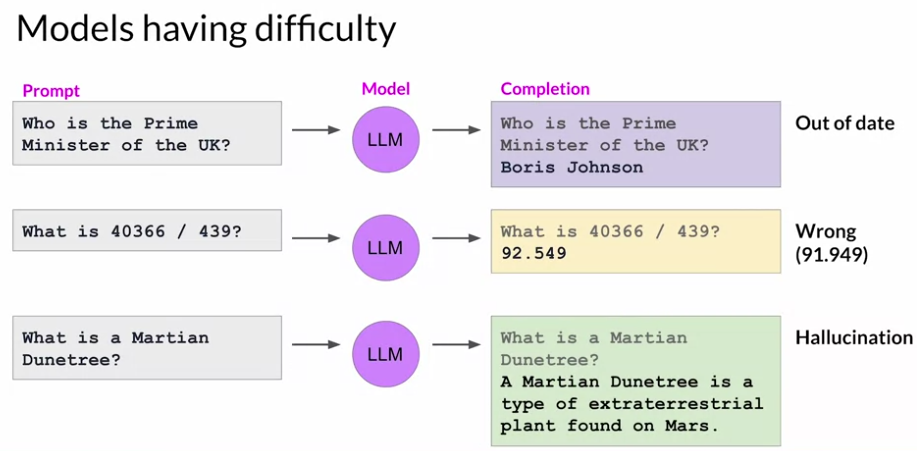 Models having difficulty
Prompt
Model
Completion
Who is the Prime
Minister of the UK?
LLM
Who is the Prime
Minister of the UK?
Boris Johnson
Out of date
What is 40366 / 439?
LLM
What is 40366 / 439?
92.549
Wrong
(91.949)
What is a Martian
Dunetree?
LLM
What is a Martian
Dunetree?
A Martian Dunetree is a
type of extraterrestrial
plant found on Mars.
Hallucination